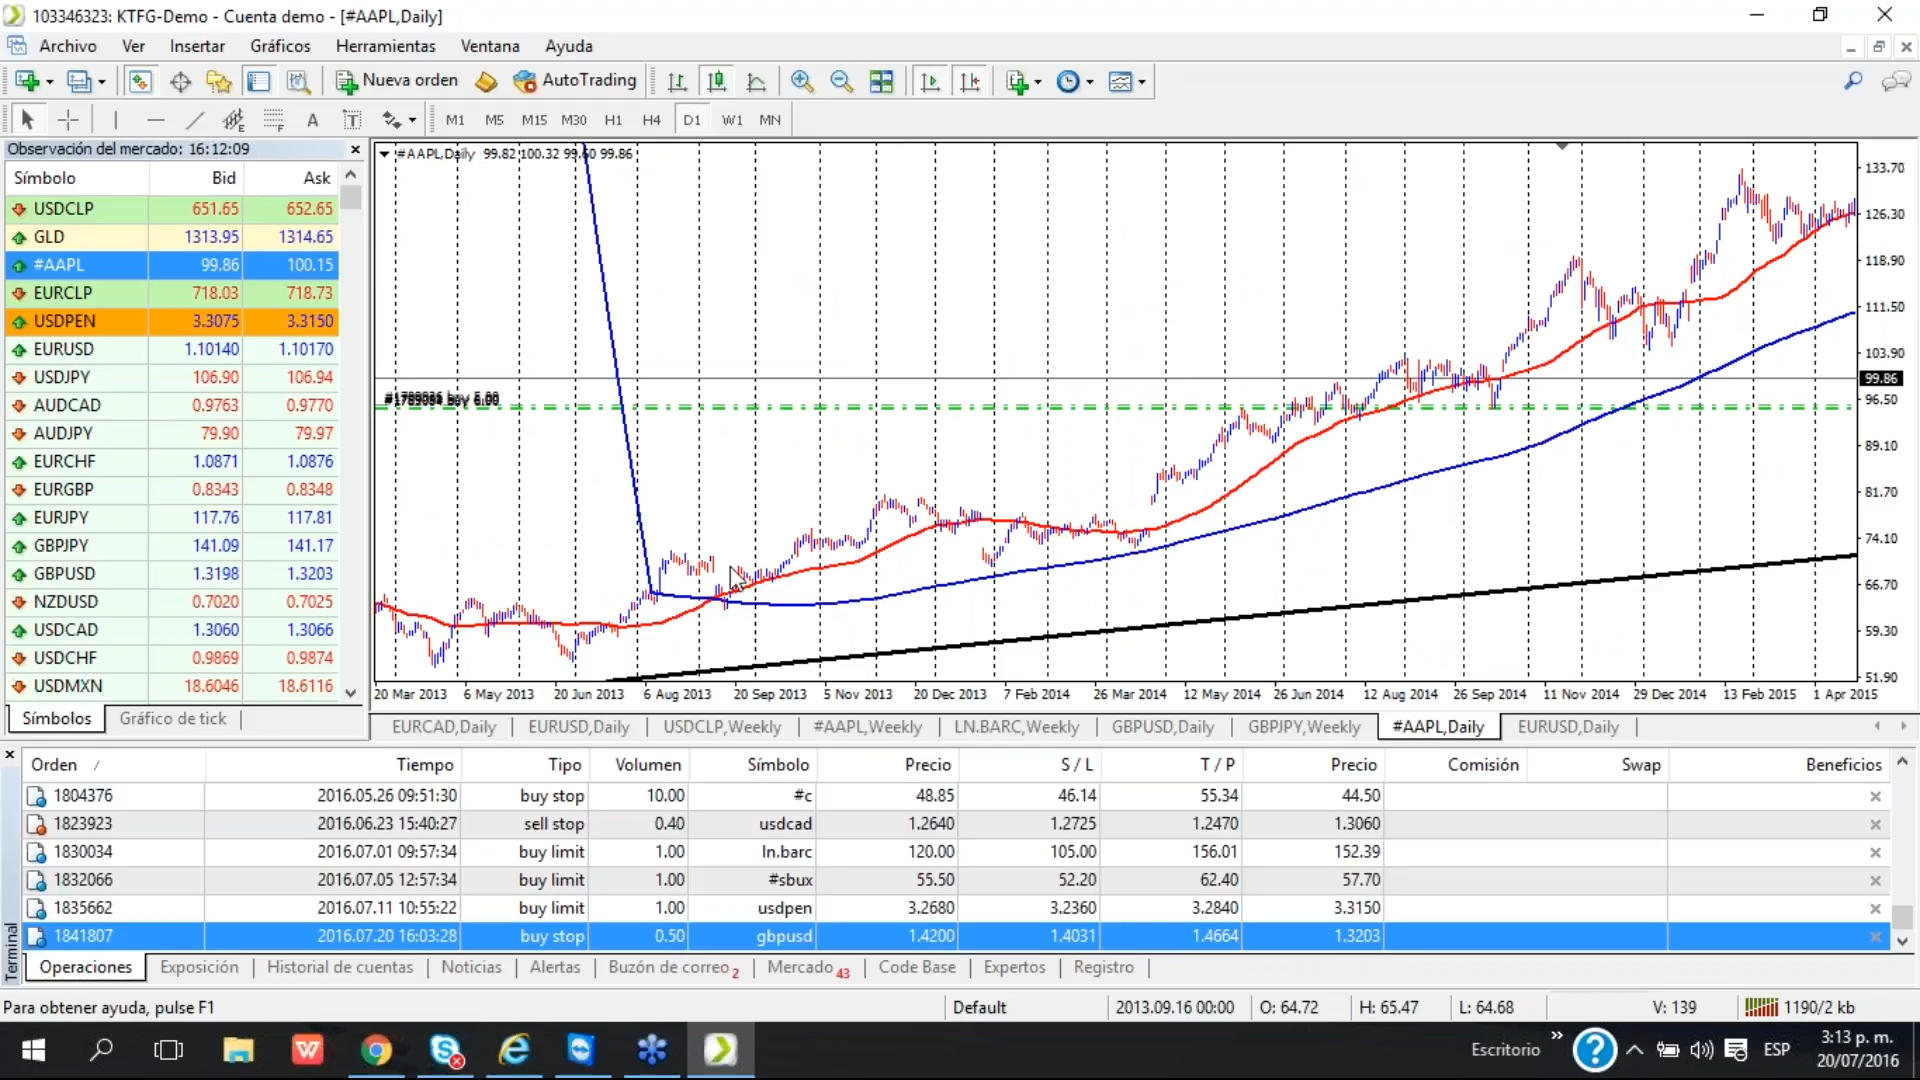 103346323: KTFG-Demo - Cuenta demo - [#AAPL,Daily]
Archivo Ver Insertar Gráficos Herramientas Ventana Ayuda
Nueva orden AutoTrading
A T M1 M5 M15 M30 H1 H4 D1 W1 MN
Observación del mercado: 16:12:09
Símbolo Bid Ask
USDCLP 651.65 652.65
GLD 1313.95 1314.65
#AAPL 99.86 100.15
EURCLP 718.03 718.73
USDPEN 3.3075 3.3150
EURUSD 1.10140 1.10170
USDJPY 106.90 106.94
AUDCAD 0.9763 0.9770
AUDJPY 79.90 79.97
EURCHF 1.0871 1.0876
EURGBP 0.8343 0.8348
EURJPY 117.76 117.81
GBPJPY 141.09 141.17
GBPUSD 1.3198 1.3203
NZDUSD 0.7020 0.7025
USDCAD 1.3060 1.3066
USDCHF 0.9869 0.9874
USDMXN 18.6046 18.6116
Símbolos Gráfico de tick
#AAPL,Daily 99.82 100.32 99.60 99.86
133.70
126.30
118.90
111.50
103.90
99.86
96.50
89.10
81.70
74.10
66.70
59.30
51.90
20 Mar 2013 6 May 2013 20 Jun 2013 6 Aug 2013 20 Sep 2013 5 Nov 2013 20 Dec 2013 7 Feb 2014 26 Mar 2014 12 May 2014 26 Jun 2014 12 Aug 2014 26 Sep 2014 11 Nov 2014 29 Dec 2014 13 Feb 2015 1 Apr 2015
EURCAD,Daily EURUSD,Daily USDCLP,Weekly #AAPL,Weekly LN.BARC,Weekly GBPUSD,Daily GBPJPY,Weekly #AAPL,Daily EURUSD,Daily
Orden / Tiempo Tipo Volumen Símbolo Precio S / L T / P Precio Comisión Swap Beneficios
1804376 2016.05.26 09:51:30 buy stop 10.00 #c 48.85 46.14 55.34 44.50
1823923 2016.06.23 15:40:27 sell stop 0.40 usdcad 1.2640 1.2725 1.2470 1.3060
1830034 2016.07.01 09:57:34 buy limit 1.00 ln.barc 120.00 105.00 156.01 152.39
1832066 2016.07.05 12:57:34 buy limit 1.00 #sbux 55.50 52.20 62.40 57.70
1835662 2016.07.11 10:55:22 buy limit 1.00 usdpen 3.2680 3.2360 3.2840 3.3150
1841807 2016.07.20 16:03:28 buy stop 0.50 gbpusd 1.4200 1.4031 1.4664 1.3203
Terminal
Operaciones Exposición Historial de cuentas Noticias Alertas Buzón de correo 2 Mercado 43 Code Base Expertos Registro
Para obtener ayuda, pulse F1 Default 2013.09.16 00:00 O: 64.72 H: 65.47 L: 64.68 V: 139 1190/2 kb
Escritorio ESP 3:13 p. m.
20/07/2016